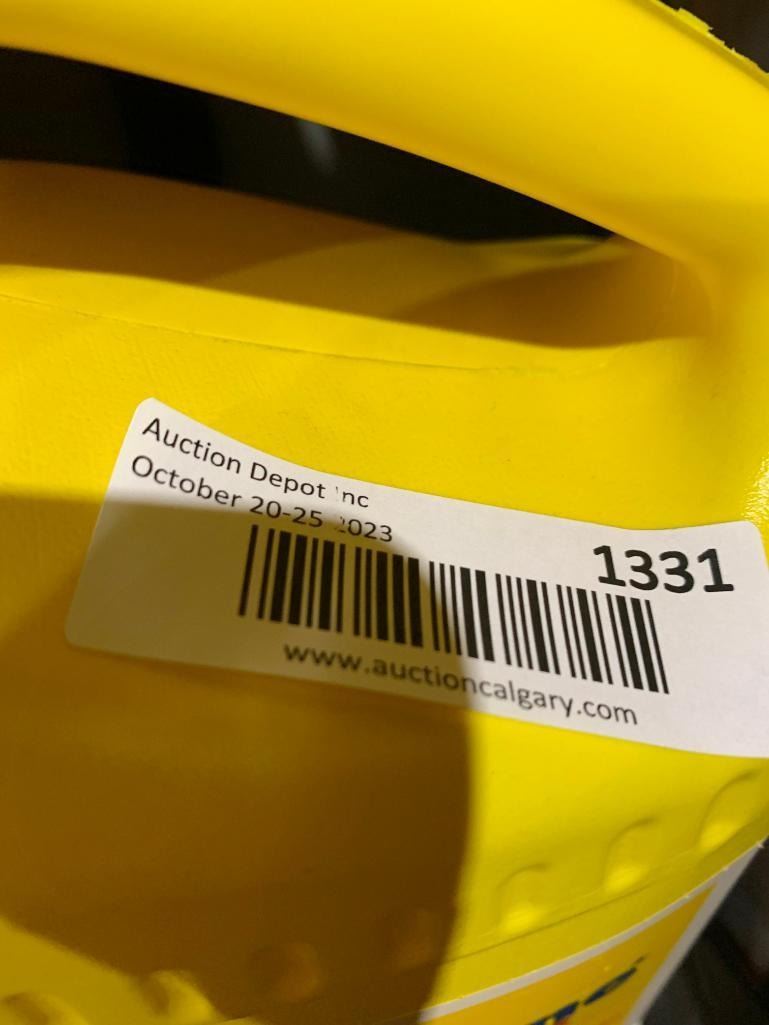 Auction Depot Inc
October 20-25 2023
1331
www.auctioncalgary.com